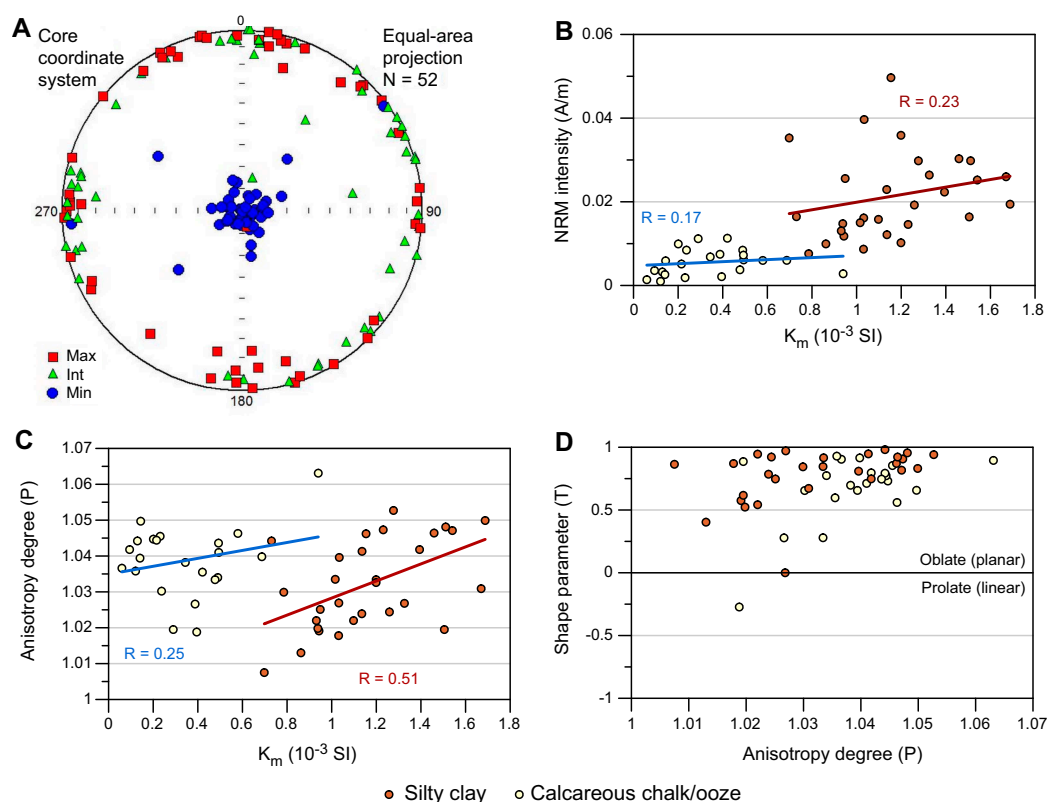 A
Core
coordinate
system
0
Equal-area
projection
N = 52
270
90
180
Max
Int
Min
B
NRM intensity (A/m)
0.06
0.04
0.02
0
R = 0.23
R = 0.17
0 0.2 0.4 0.6 0.8 1 1.2 1.4 1.6 1.8
Km (10-3 SI)
C
Anisotropy degree (P)
1.07
1.06
1.05
1.04
1.03
1.02
1.01
1
R = 0.25
R = 0.51
0 0.2 0.4 0.6 0.8 1 1.2 1.4 1.6 1.8
Km (10-3 SI)
D
Shape parameter (T)
1
0.5
0
-0.5
-1
Oblate (planar)
Prolate (linear)
1 1.01 1.02 1.03 1.04 1.05 1.06 1.07
Anisotropy degree (P)
Silty clay Calcareous chalk/ooze